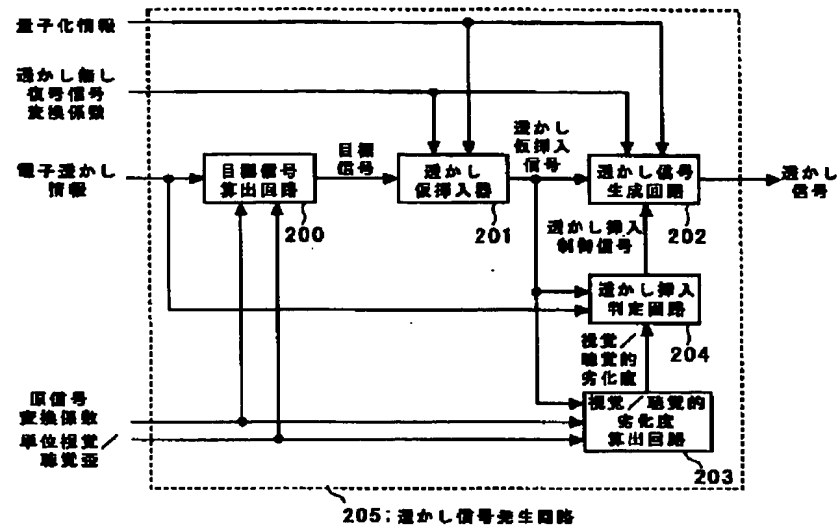 量子化情報
透かし無し
復号信号
変換係数
電子透かし
情報
目標信号
算出回路
200
目標
信号
透かし
仮挿入器
201
透かし
仮挿入
信号
透かし信号
生成回路
202
透かし
信号
透かし挿入
制御信号
透かし挿入
判定回路
204
視覚／
聴覚的
劣化度
原信号
変換係数
単位視覚／
聴覚歪
視覚／聴覚的
劣化度
算出回路
203
205;透かし信号発生回路